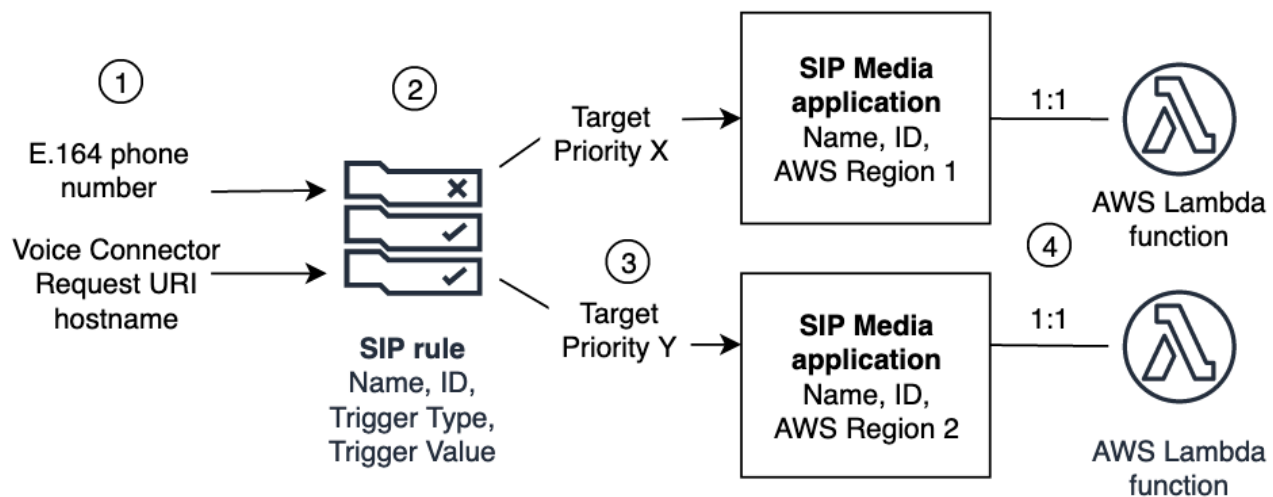 1
E.164 phone
number
Voice Connector
Request URI
hostname
2
SIP rule
Name, ID,
Trigger Type,
Trigger Value
Target
Priority X
3
Target
Priority Y
SIP Media
application
Name, ID,
AWS Region 1
SIP Media
application
Name, ID,
AWS Region 2
1:1
4
1:1
AWS Lambda
function
AWS Lambda
function